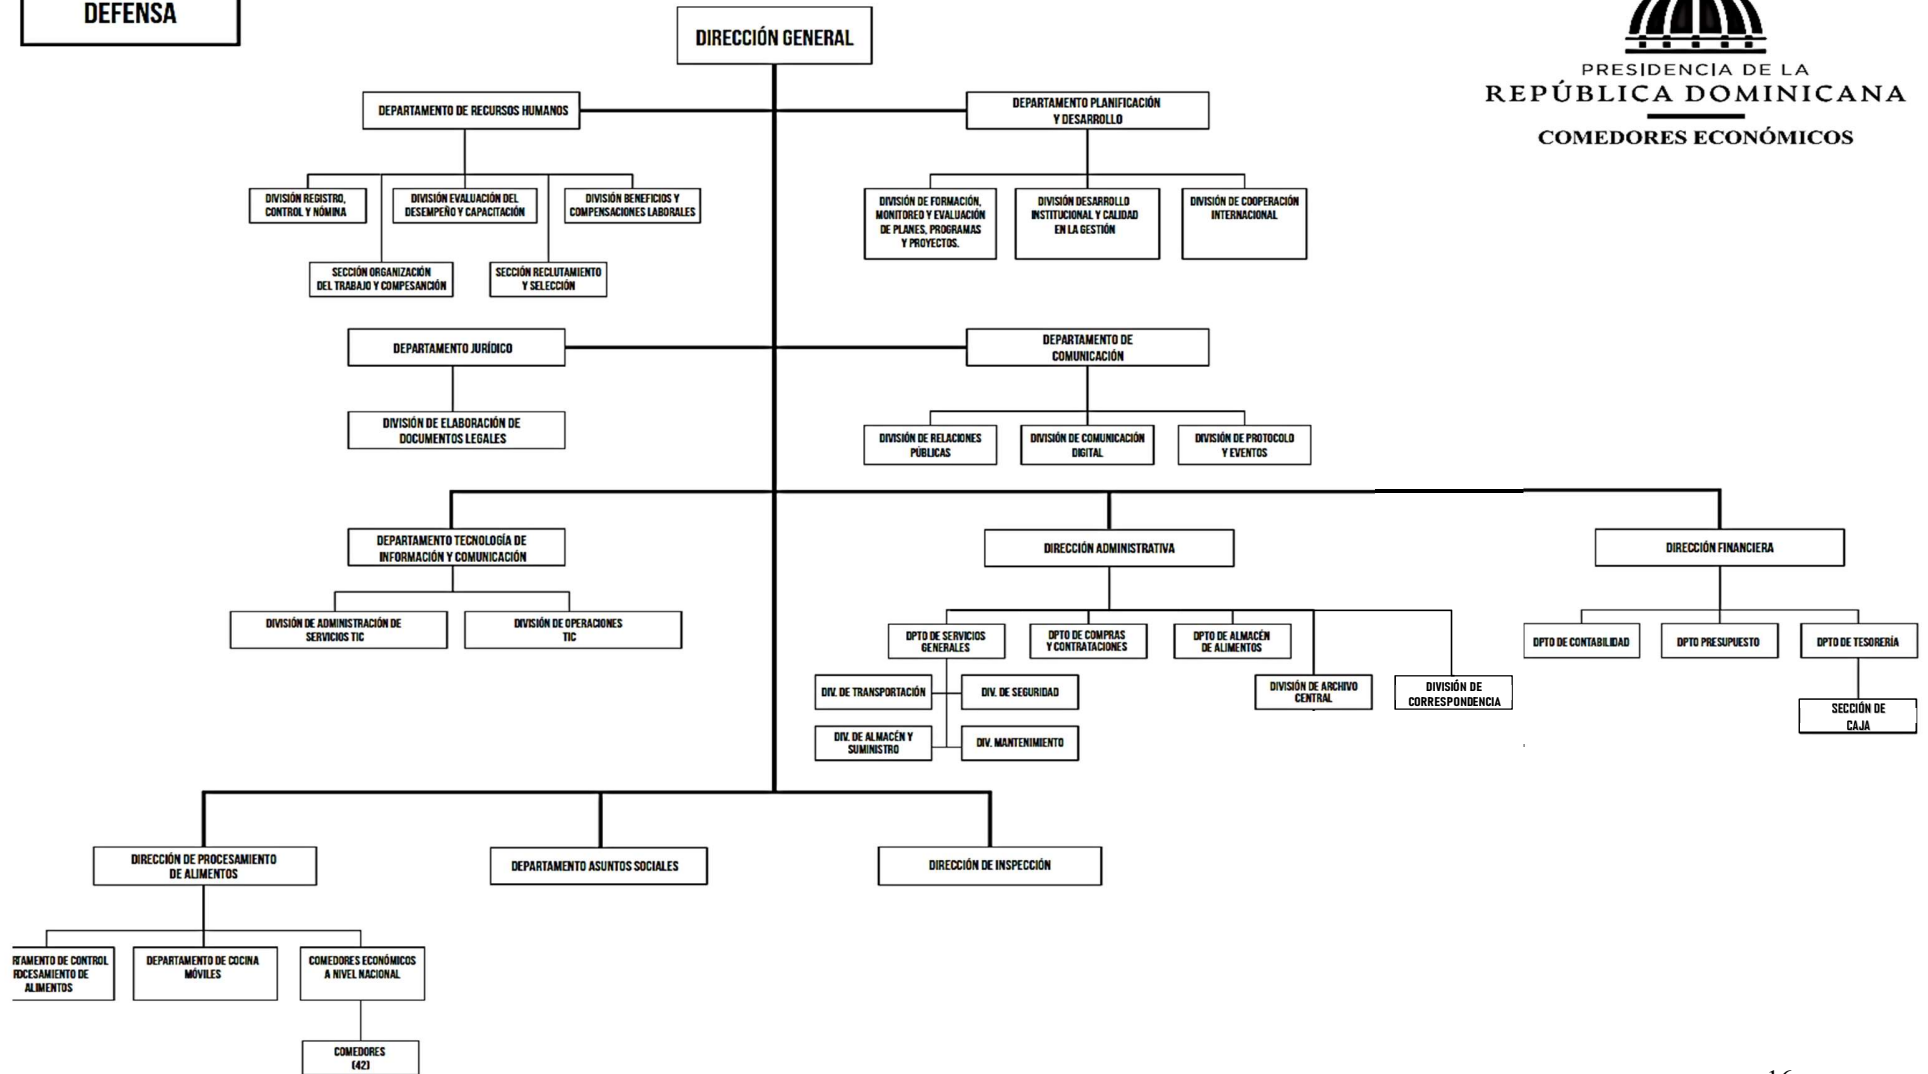 DEFENSA
DIRECCIÓN GENERAL
PRESIDENCIA DE LA
REPÚBLICA DOMINICANA
COMEDORES ECONÓMICOS
DEPARTAMENTO DE RECURSOS HUMANOS
DEPARTAMENTO PLANIFICACIÓN
Y DESARROLLO
DIVISIÓN REGISTRO,
CONTROL Y NÓMINA
DIVISIÓN EVALUACIÓN DEL
DESEMPEÑO Y CAPACITACIÓN
DIVISIÓN BENEFICIOS Y
COMPENSACIONES LABORALES
SECCIÓN ORGANIZACIÓN
DEL TRABAJO Y COMPESANCIÓN
SECCIÓN RECLUTAMIENTO
Y SELECCIÓN
DIVISIÓN DE FORMACIÓN,
MONITOREO Y EVALUACIÓN
DE PLANES, PROGRAMAS
Y PROYECTOS.
DIVISIÓN DESARROLLO
INSTITUCIONAL Y CALIDAD
EN LA GESTIÓN
DIVISIÓN DE COOPERACIÓN
INTERNACIONAL
DEPARTAMENTO JURÍDICO
DEPARTAMENTO DE
COMUNICACIÓN
DIVISIÓN DE ELABORACIÓN DE
DOCUMENTOS LEGALES
DIVISIÓN DE RELACIONES
PÚBLICAS
DIVISIÓN DE COMUNICACIÓN
DIGITAL
DIVISIÓN DE PROTOCOLO
Y EVENTOS
DEPARTAMENTO TECNOLOGÍA DE
INFORMACIÓN Y COMUNICACIÓN
DIRECCIÓN ADMINISTRATIVA
DIRECCIÓN FINANCIERA
DIVISIÓN DE ADMINISTRACIÓN DE
SERVICIOS TIC
DIVISIÓN DE OPERACIONES
TIC
DPTO DE SERVICIOS
GENERALES
DPTO DE COMPRAS
Y CONTRATACIONES
DPTO DE ALMACÉN
DE ALIMENTOS
DPTO DE CONTABILIDAD
DPTO PRESUPUESTO
DPTO DE TESORERÍA
DIV. DE TRANSPORTACIÓN
DIV. DE SEGURIDAD
DIVISIÓN DE ARCHIVO
CENTRAL
DIVISIÓN DE
CORRESPONDENCIA
SECCIÓN DE
CAJA
DIV. DE ALMACÉN Y
SUMINISTRO
DIV. MANTENIMIENTO
DIRECCIÓN DE PROCESAMIENTO
DE ALIMENTOS
DEPARTAMENTO ASUNTOS SOCIALES
DIRECCIÓN DE INSPECCIÓN
RTAMENTO DE CONTROL
ROCESAMIENTO DE
ALIMENTOS
DEPARTAMENTO DE COCINA
MÓVILES
COMEDORES ECONÓMICOS
A NIVEL NACIONAL
COMEDORES
(42)